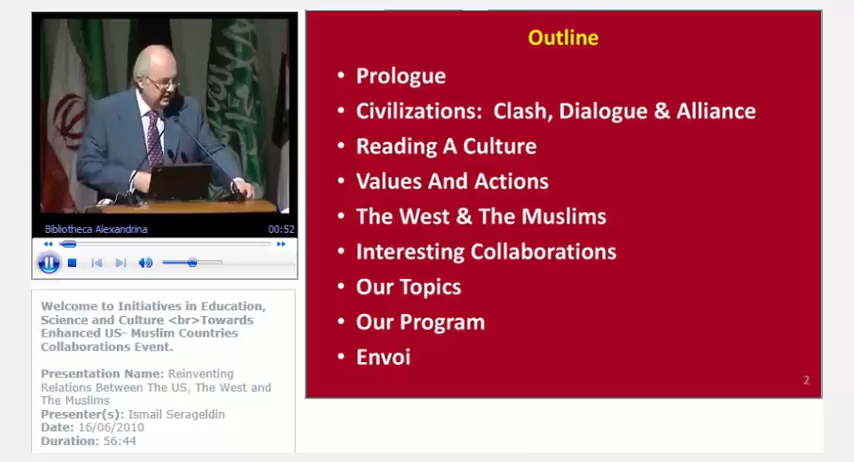 Bibliotheca Alexandrina
00:52
Welcome to Initiatives in Education,
Science and Culture <br>Towards
Enhanced US- Muslim Countries
Collaborations Event.
Presentation Name: Reinventing
Relations Between The US, The West and
The Muslims
Presenter(s): Ismail Serageldin
Date: 16/06/2010
Duration: 56:44
Outline
• Prologue
• Civilizations: Clash, Dialogue & Alliance
• Reading A Culture
• Values And Actions
• The West & The Muslims
• Interesting Collaborations
• Our Topics
• Our Program
• Envoi
2